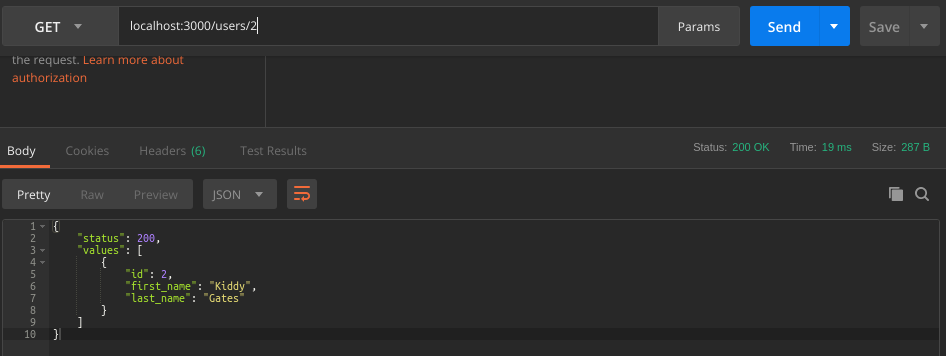 GET localhost:3000/users/2 Params Send Save
the request. Learn more about
authorization
Body Cookies Headers (6) Test Results Status: 200 OK Time: 19 ms Size: 287 B
Pretty Raw Preview JSON
1 {
2 "status": 200,
3 "values": [
4 {
5 "id": 2,
6 "first_name": "Kiddy",
7 "last_name": "Gates"
8 }
9 ]
10 }